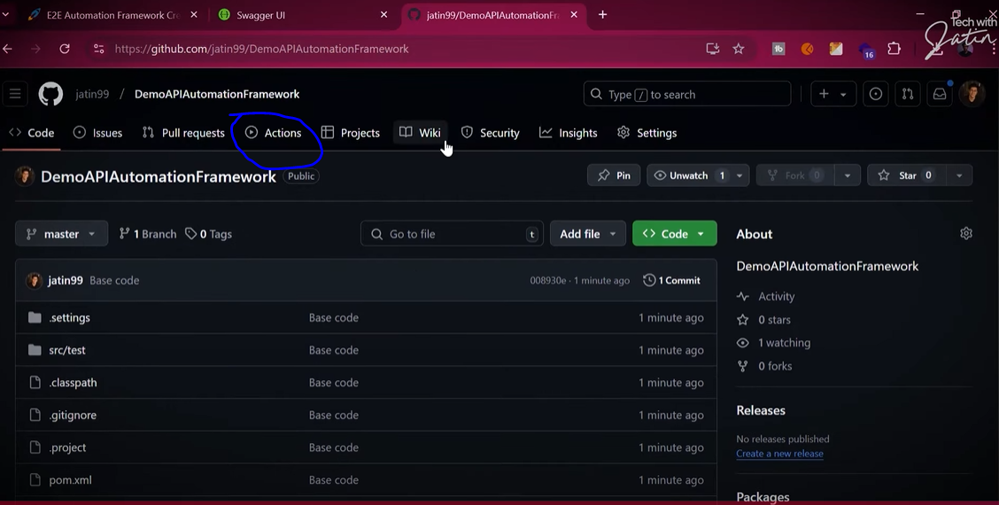 E2E Automation Framework Cr
Swagger UI
jatin99/DemoAPIAutomationFra
Tech with
Jatin
https://github.com/jatin99/DemoAPIAutomationFramework
16
jatin99 / DemoAPIAutomationFramework
Type / to search
Code Issues Pull requests Actions Projects Wiki Security Insights Settings
DemoAPIAutomationFramework Public
Pin Unwatch 1 Fork 0 Star 0
master 1 Branch 0 Tags Go to file t Add file Code
About
DemoAPIAutomationFramework
jatin99 Base code 008930e · 1 minute ago 1 Commit
Activity
.settings Base code 1 minute ago
0 stars
1 watching
src/test Base code 1 minute ago
0 forks
.classpath Base code 1 minute ago
Releases
.gitignore Base code 1 minute ago
No releases published
.project Base code 1 minute ago
Create a new release
pom.xml Base code 1 minute ago
Packages